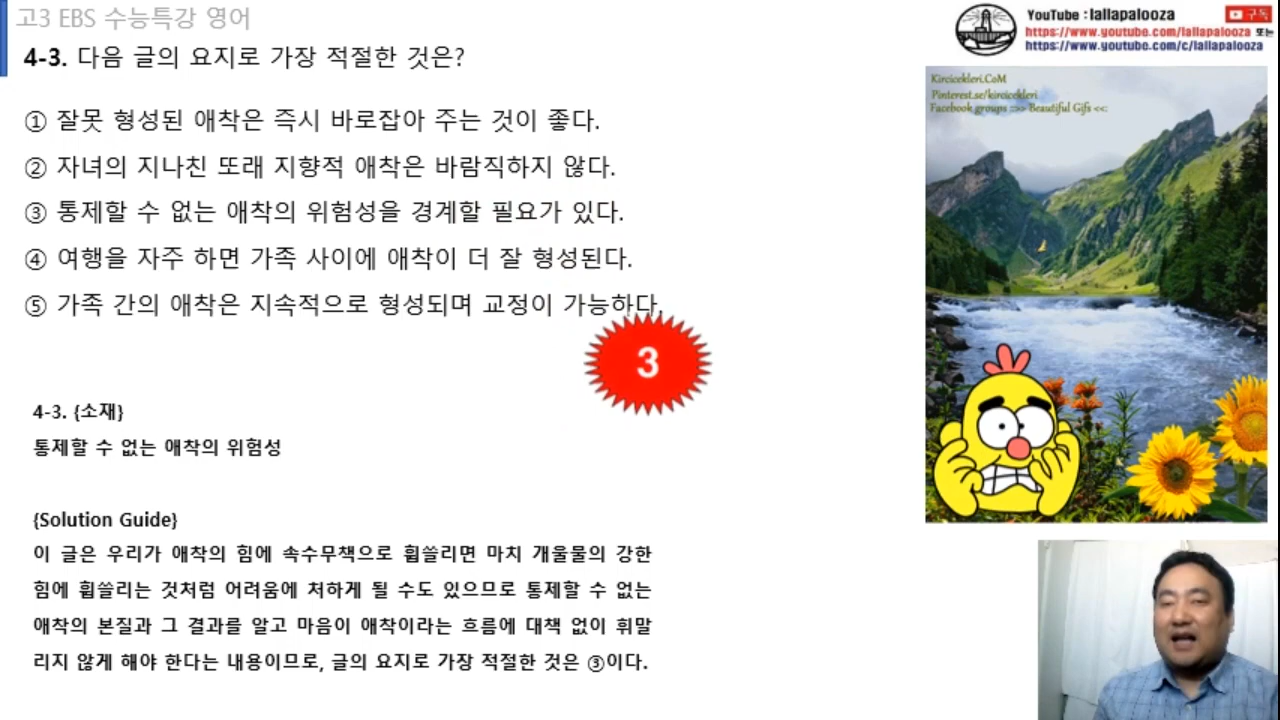 고3 EBS 수능특강 영어
4-3. 다음 글의 요지로 가장 적절한 것은?
① 잘못 형성된 애착은 즉시 바로잡아 주는 것이 좋다.
② 자녀의 지나친 또래 지향적 애착은 바람직하지 않다.
③ 통제할 수 없는 애착의 위험성을 경계할 필요가 있다.
④ 여행을 자주 하면 가족 사이에 애착이 더 잘 형성된다.
⑤ 가족 간의 애착은 지속적으로 형성되며 교정이 가능하다.
3
4-3. {소재}
통제할 수 없는 애착의 위험성
{Solution Guide}
이 글은 우리가 애착의 힘에 속수무책으로 휩쓸리면 마치 개울물의 강한
힘에 휩쓸리는 것처럼 어려움에 처하게 될 수도 있으므로 통제할 수 없는
애착의 본질과 그 결과를 알고 마음이 애착이라는 흐름에 대책 없이 휘말
리지 않게 해야 한다는 내용이므로, 글의 요지로 가장 적절한 것은 ③이다.
YouTube : lallapalooza
구독
https://www.youtube.com/lallapalooza 또는
https://www.youtube.com/c/lallapalooza
Kircicekleri.CoM
Pinterest.se/kircicekleri
Facebook groups :>> Beautiful Gifs <<: